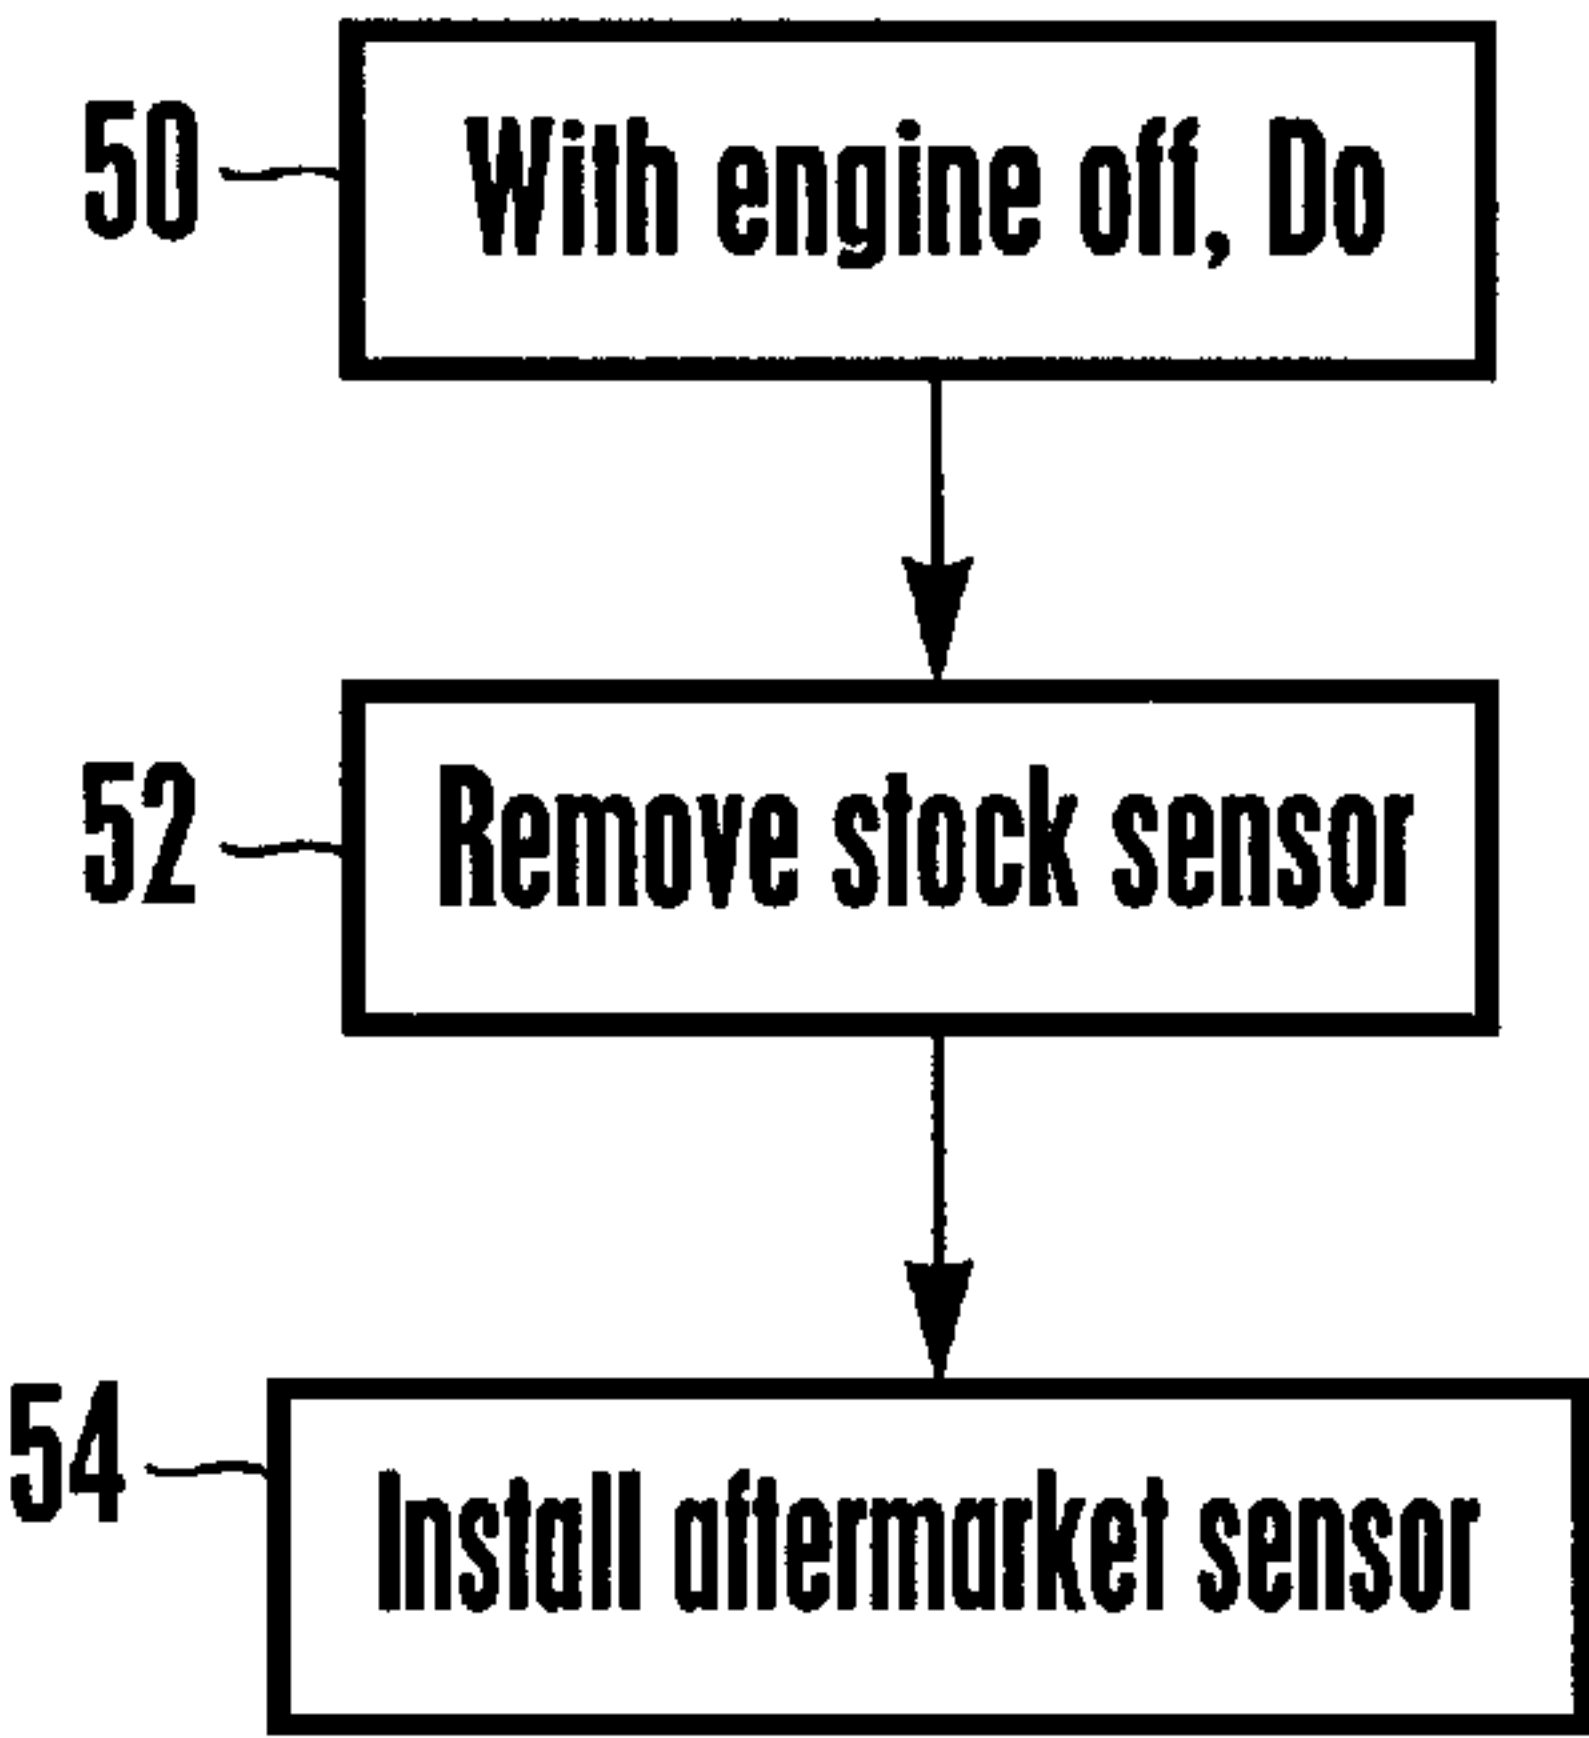 50
With engine off, Do
52
Remove stock sensor
54
Install aftermarket sensor